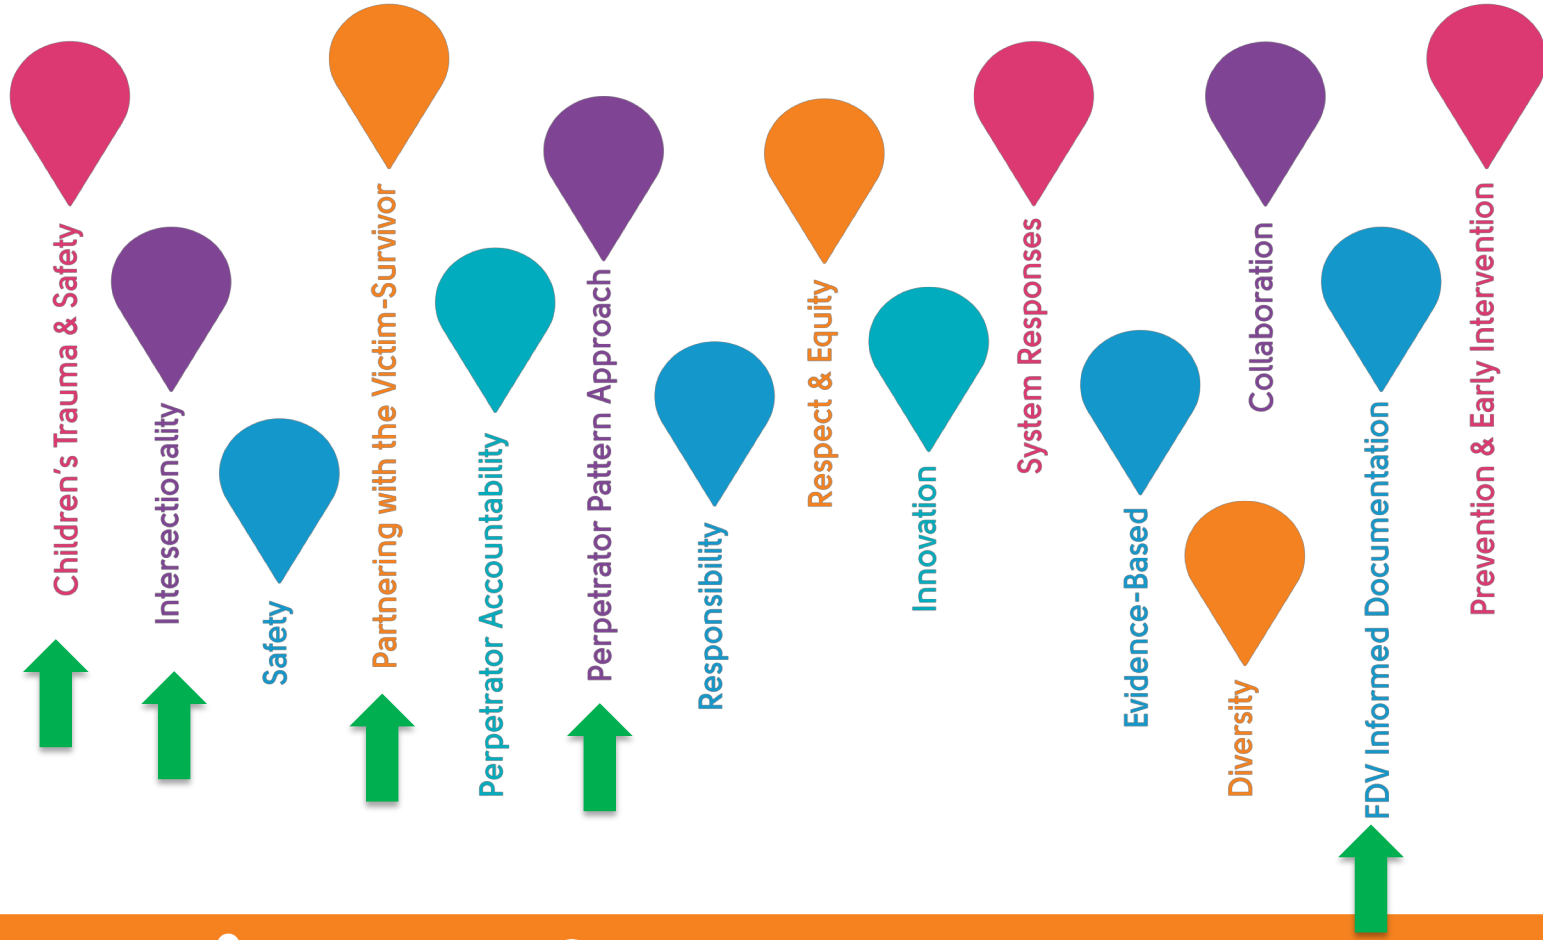 Children's Trauma & Safety
Intersectionality
Safety
Partnering with the Victim-Survivor
Perpetrator Accountability
Perpetrator Pattern Approach
Responsibility
Respect & Equity
Innovation
System Responses
Evidence-Based
Diversity
Collaboration
FDV Informed Documentation
Prevention & Early Intervention